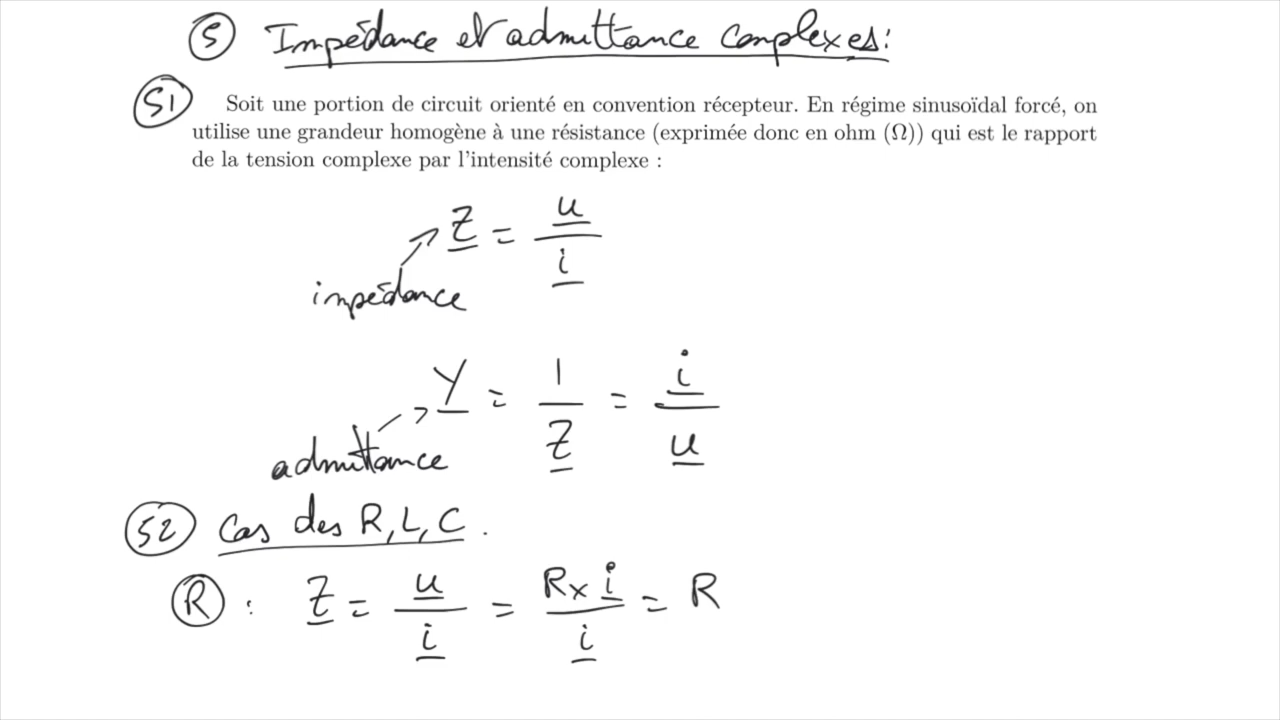 5 Impédance et admittance complexes:
51 Soit une portion de circuit orienté en convention récepteur. En régime sinusoïdal forcé, on
utilise une grandeur homogène à une résistance (exprimée donc en ohm (Ω)) qui est le rapport
de la tension complexe par l'intensité complexe :
Z = u / i
impédance
Y = 1 / Z = i / u
admittance
52 Cas des R, L, C.
R : Z = u / i = R x i / i = R